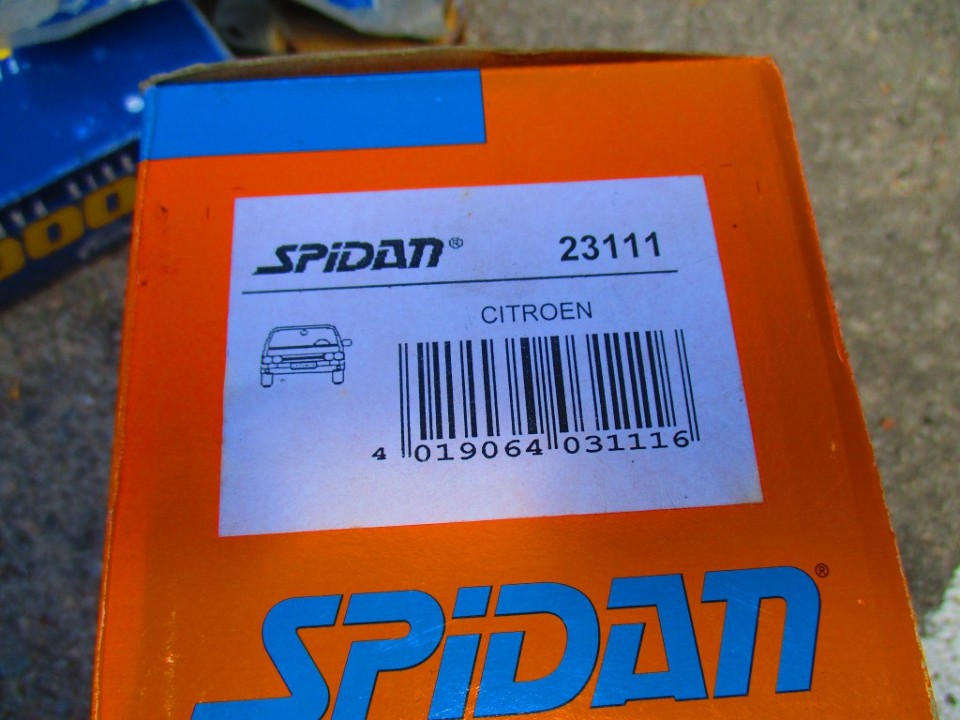 SPiDAN® 23111
CITROEN
4 019064 031116
SPiDAN®